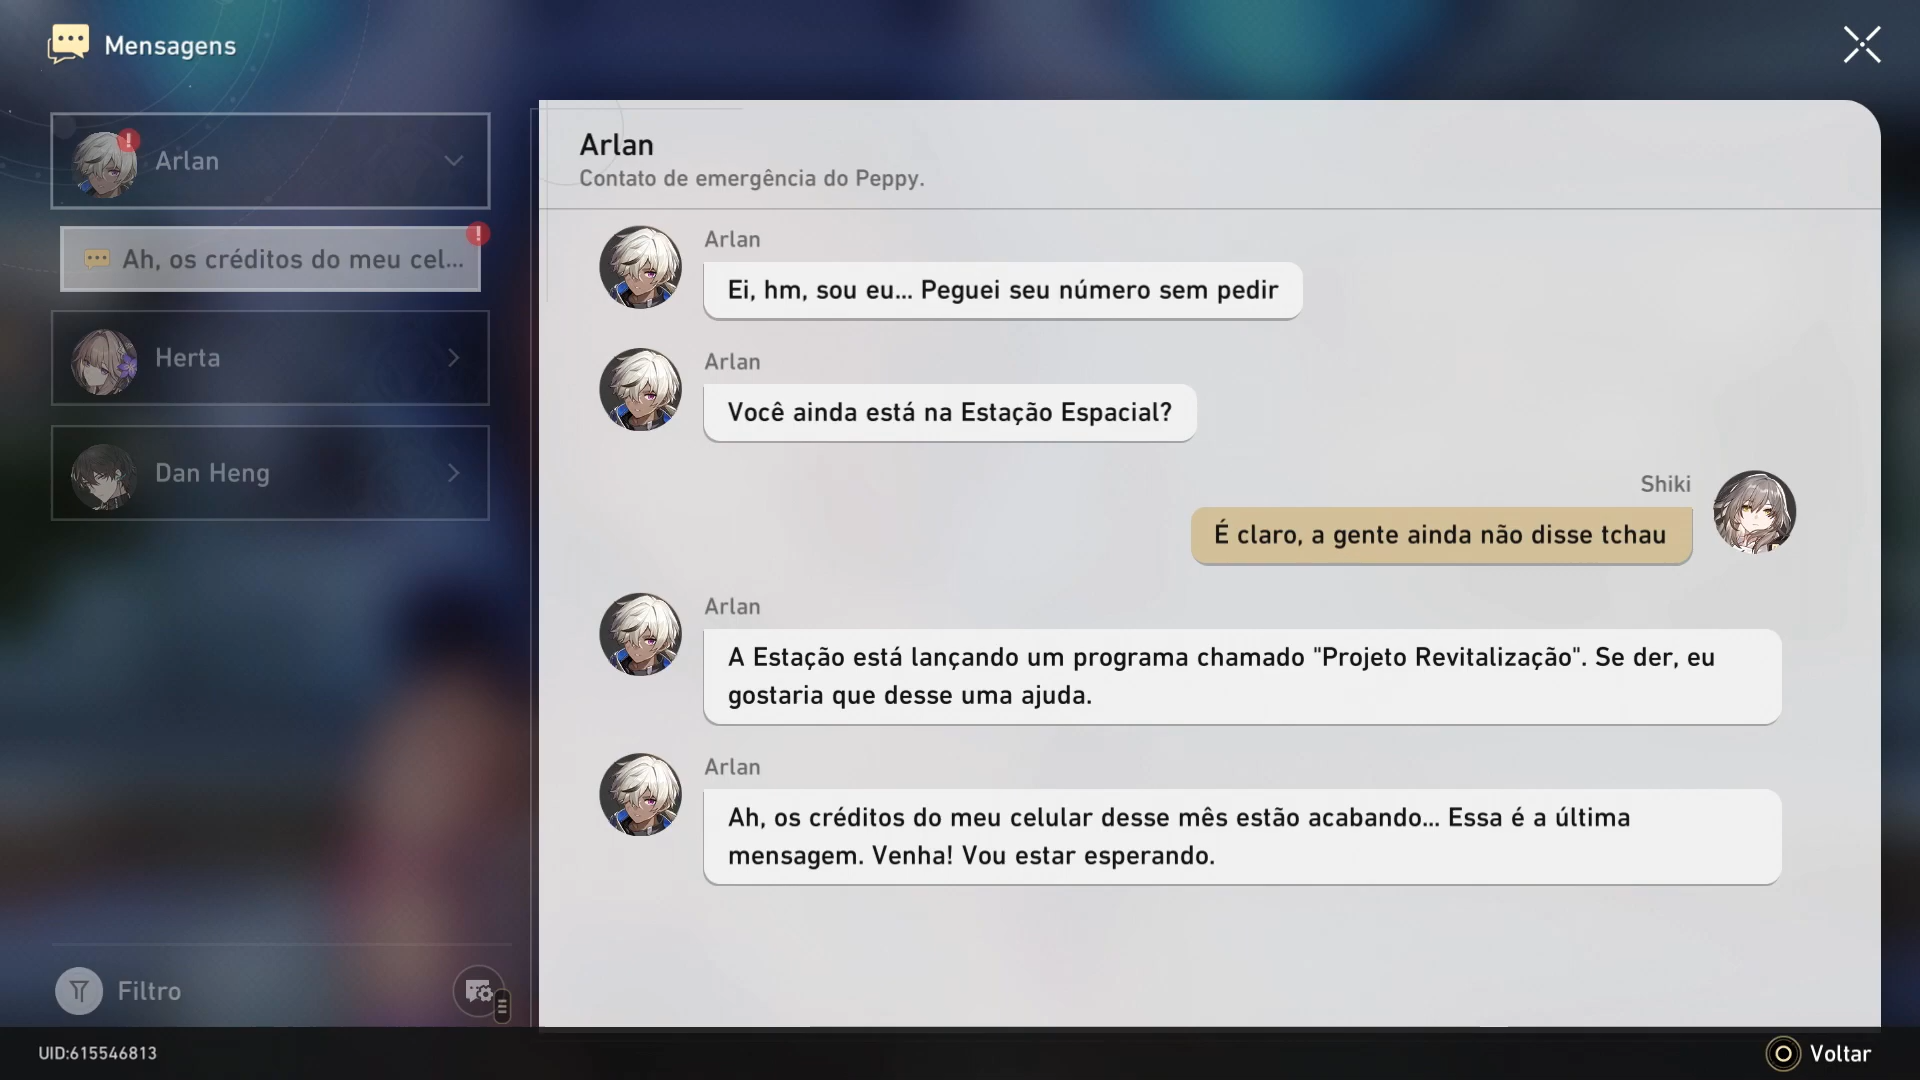 Mensagens
Arlan
Ah, os créditos do meu cel...
Herta
Dan Heng
Filtro
Arlan
Contato de emergência do Peppy.
Arlan
Ei, hm, sou eu... Peguei seu número sem pedir
Arlan
Você ainda está na Estação Espacial?
Shiki
É claro, a gente ainda não disse tchau
Arlan
A Estação está lançando um programa chamado "Projeto Revitalização". Se der, eu
gostaria que desse uma ajuda.
Arlan
Ah, os créditos do meu celular desse mês estão acabando... Essa é a última
mensagem. Venha! Vou estar esperando.
UID:615546813
Voltar